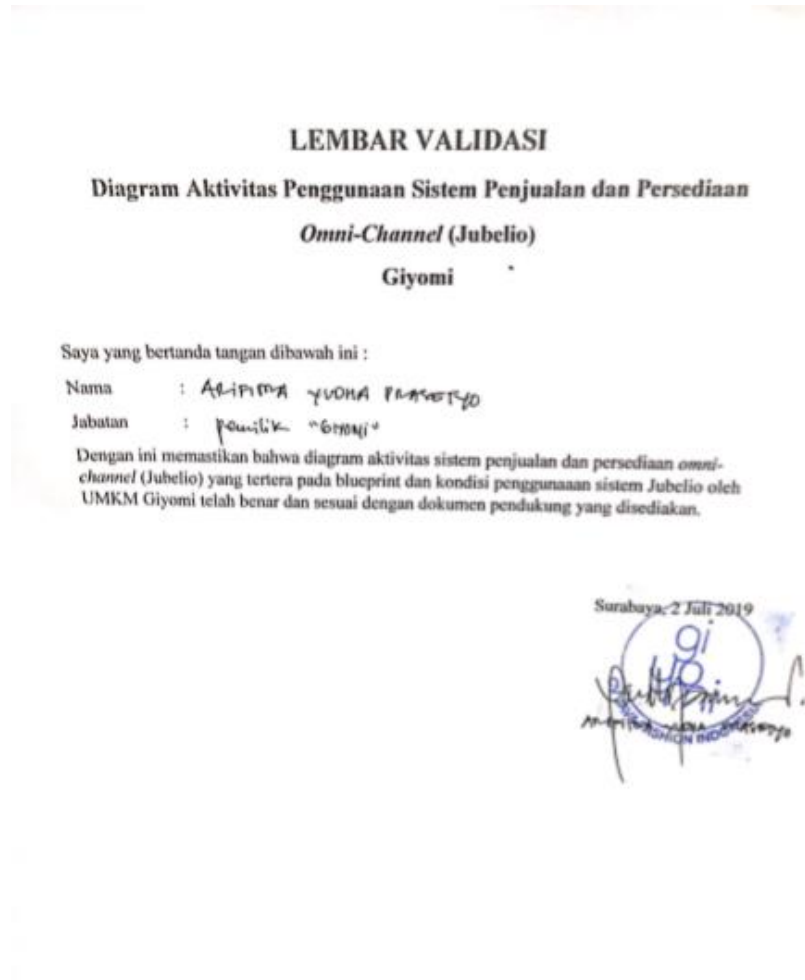 LEMBAR VALIDASI
Diagram Aktivitas Penggunaan Sistem Penjualan dan Persediaan
Omni-Channel (Jubelio)
Giyomi
Saya yang bertanda tangan dibawah ini :
Nama : YUDHA PRASETYO
Jabatan : pemilik "GIYOMI"
Dengan ini memastikan bahwa diagram aktivitas sistem penjualan dan persediaan omni-
channel (Jubelio) yang tertera pada blueprint dan kondisi penggunaaan sistem Jubelio oleh
UMKM Giyomi telah benar dan sesuai dengan dokumen pendukung yang disediakan.
Surabaya, 2 Juli 2019
gi
yo